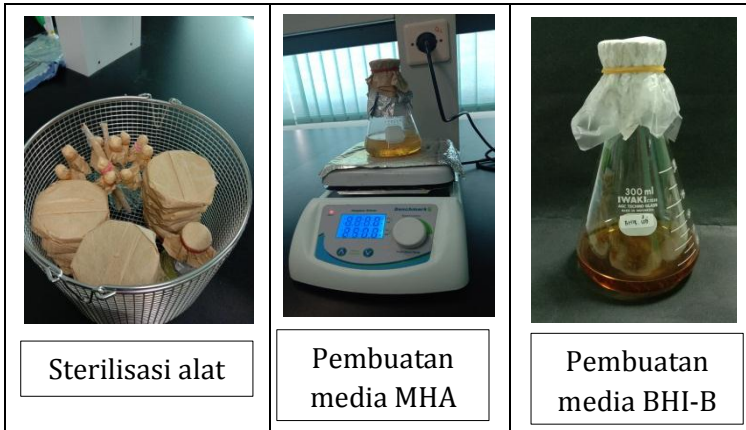 300 ml
IWAKI
Sterilisasi alat
Pembuatan
media MHA
Pembuatan
media BHI-B